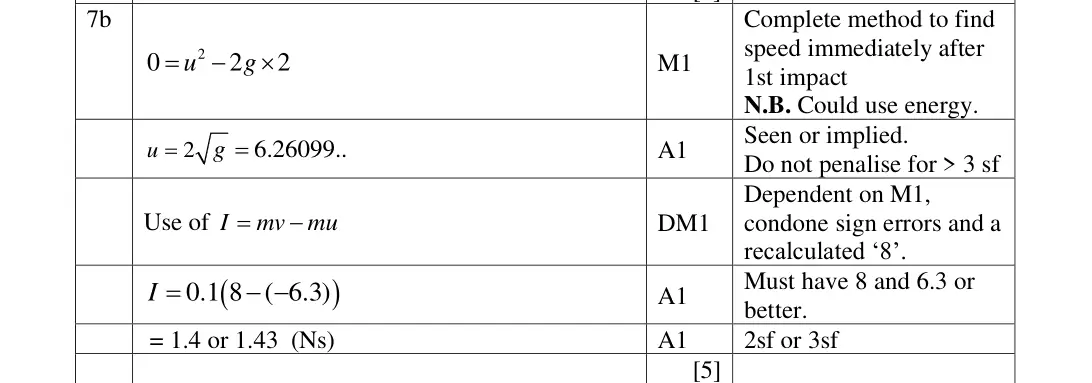 7b
0 = u² − 2g × 2
M1
Complete method to find
speed immediately after
1st impact
N.B. Could use energy.
u = 2√g = 6.26099..
A1
Seen or implied.
Do not penalise for > 3 sf
Use of I = mv − mu
DM1
Dependent on M1,
condone sign errors and a
recalculated ‘8’.
I = 0.1(8 − (−6.3))
A1
Must have 8 and 6.3 or
better.
= 1.4 or 1.43 (Ns)
A1
2sf or 3sf
[5]